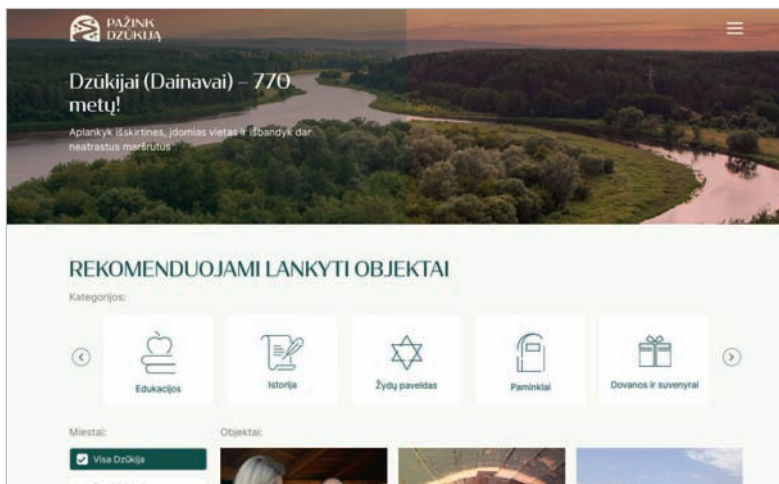 PAŽINK
DZŪKIJĄ
Dzūkijai (Dainavai) – 770
metų!
Aplankyk išskirtines, įdomias vietas ir išbandyk dar
neatrastus maršrutus
REKOMENDUOJAMI LANKYTI OBJEKTAI
Kategorijos:
Edukacijos
Istorija
Žydų paveldas
Paminklai
Dovanos ir suvenyrai
Miestai:
Objektai:
Visa Dzūkija